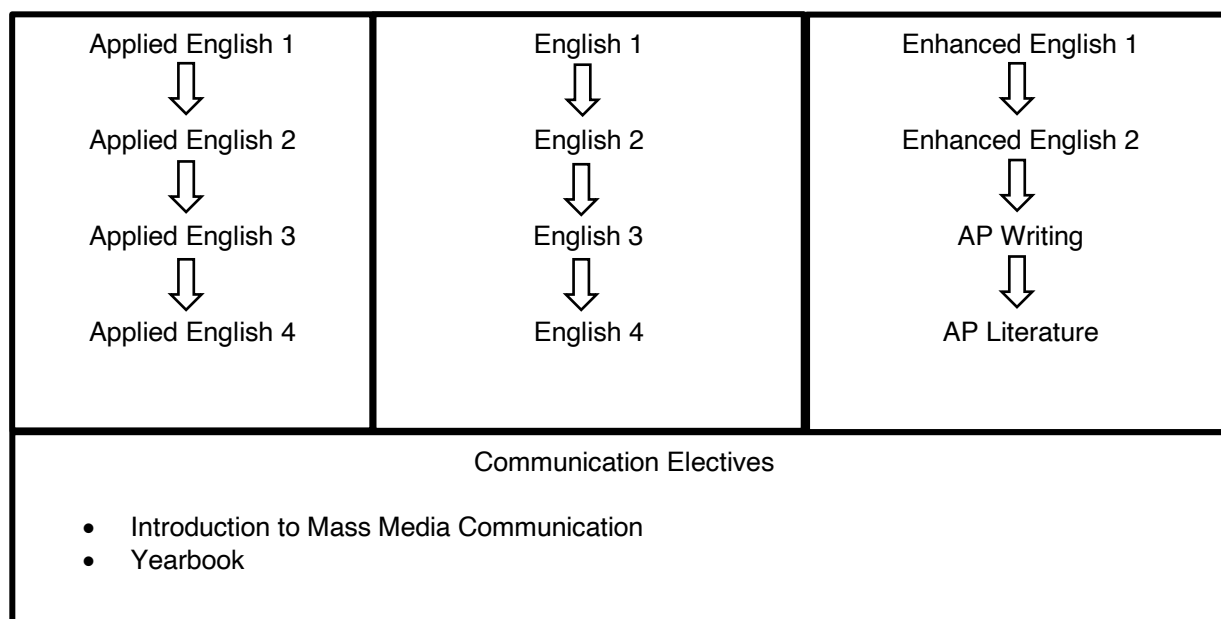 Applied English 1
Applied English 2
Applied English 3
Applied English 4
English 1
English 2
English 3
English 4
Enhanced English 1
Enhanced English 2
AP Writing
AP Literature
Communication Electives
• Introduction to Mass Media Communication
• Yearbook